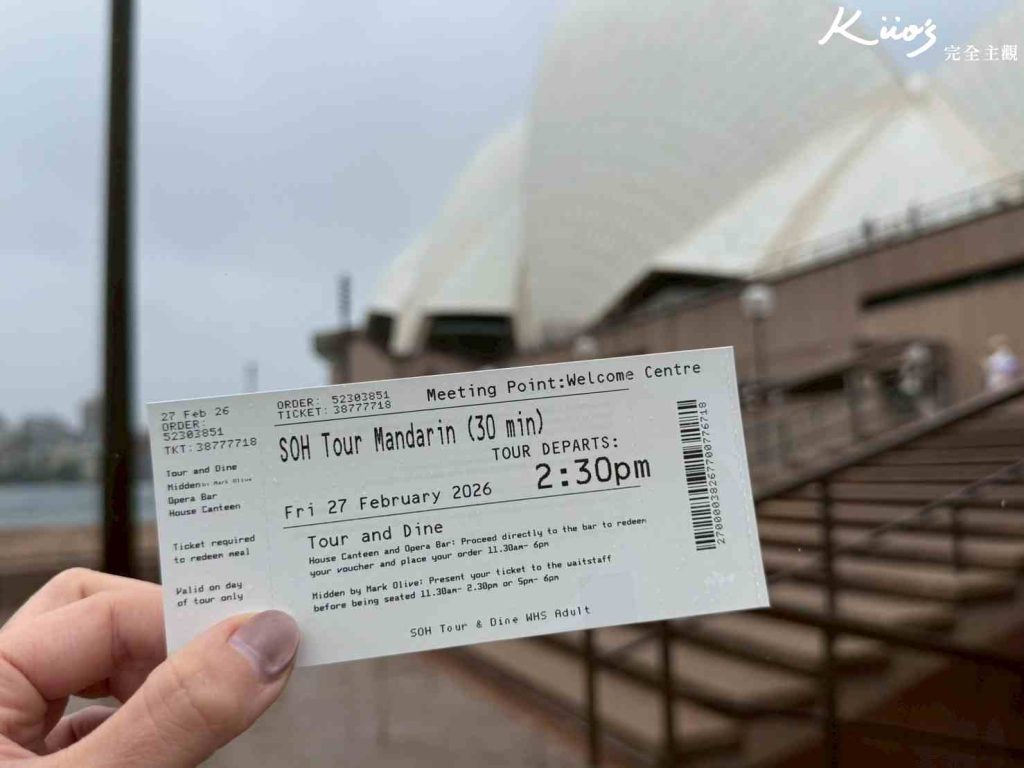 Kiio's 完全主觀
27 Feb 26
ORDER:
52303851
TKT: 38777718
Tour and Dine
Midden by Mark Olive
Opera Bar
House Canteen
Ticket required
to redeem meal
Valid on day
of tour only
ORDER: 52303851
TICKET: 38777718
Meeting Point:Welcome Centre
SOH Tour Mandarin (30 min)
TOUR DEPARTS:
2:30pm
Fri 27 February 2026
Tour and Dine
House Canteen and Opera Bar: Proceed directly to the bar to redeem
your voucher and place your order 11.30am- 6pm
Midden by Mark Olive: Present your ticket to the waitstaff
before being seated 11.30am- 2.30pm or 5pm- 6pm
SOH Tour & Dine WHS Adult